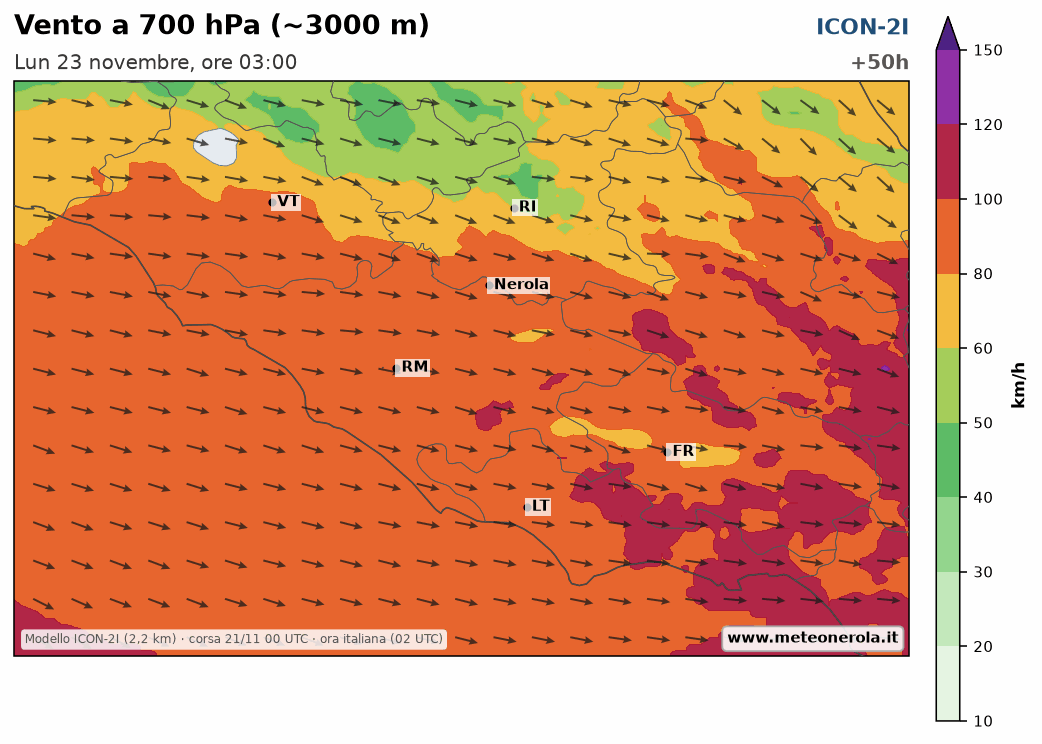 Vento a 700 hPa (~3000 m)
ICON-2I
Lun 23 novembre, ore 03:00
+50h
VT
RI
Nerola
RM
FR
LT
Modello ICON-2I (2,2 km) · corsa 21/11 00 UTC · ora italiana (02 UTC)
www.meteonerola.it
150
120
100
80
60
50
40
30
20
10
km/h